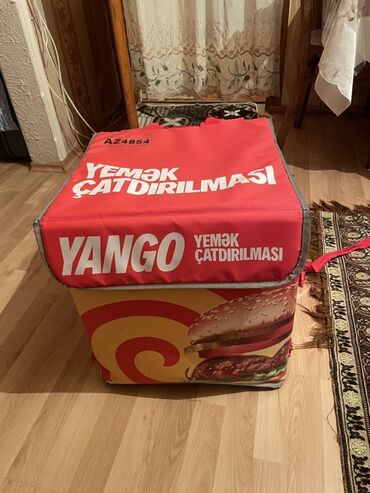 AZ4854
YEMƏK
ÇATDIRILMASI
YANGO YEMƏK
ÇATDIRILMASI